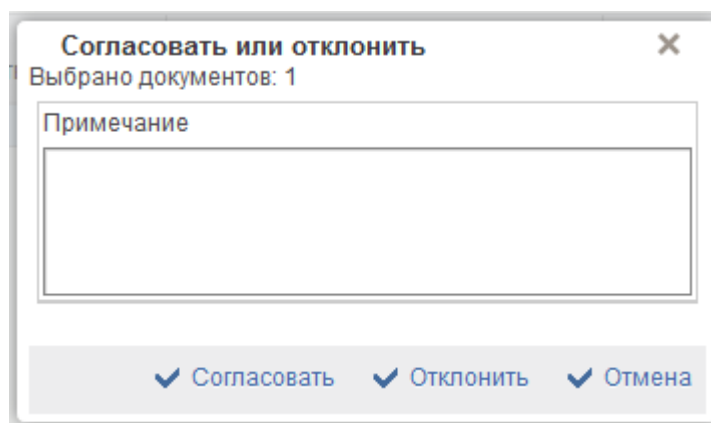 Согласовать или отклонить
Выбрано документов: 1
Примечание
Согласовать Отклонить Отмена